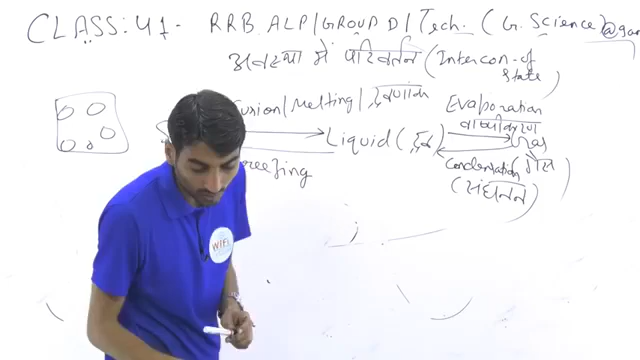 CLASS: 41- RRB ALP/GROUP D/Tech. (G. Science)
अवस्था में परिवर्तन (Intercon. of State)
Fusion/Melting/द्रवणांक
Evaporation
वाष्पीकरण
Liquid (द्रव) Gas
Freezing Condensation (गैस)
(संघनन)
WiFi